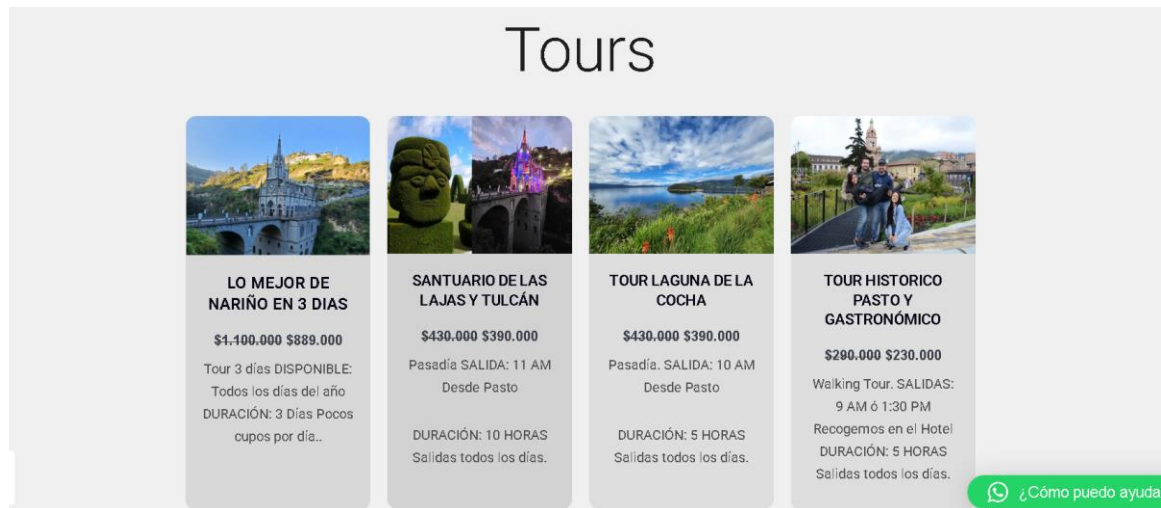 Tours
LO MEJOR DE
NARIÑO EN 3 DIAS
$1.100.000 $889.000
Tour 3 días DISPONIBLE:
Todos los días del año
DURACIÓN: 3 Días Pocos
cupos por día..
SANTUARIO DE LAS
LAJAS Y TULCÁN
$430.000 $390.000
Pasadía SALIDA: 11 AM
Desde Pasto
DURACIÓN: 10 HORAS
Salidas todos los días.
TOUR LAGUNA DE LA
COCHA
$430.000 $390.000
Pasadía. SALIDA: 10 AM
Desde Pasto
DURACIÓN: 5 HORAS
Salidas todos los días.
TOUR HISTORICO
PASTO Y
GASTRONÓMICO
$290.000 $230.000
Walking Tour. SALIDAS:
9 AM ó 1:30 PM
Recogemos en el Hotel
DURACIÓN: 5 HORAS
Salidas todos los días.
¿Cómo puedo ayuda